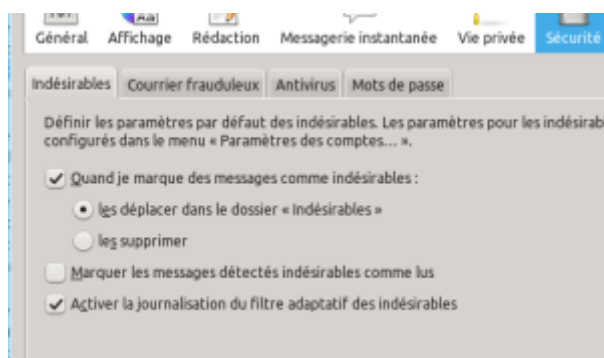 Général Affichage Rédaction Messagerie instantanée Vie privée Sécurité
Indésirables Courrier frauduleux Antivirus Mots de passe
Définir les paramètres par défaut des indésirables. Les paramètres pour les indésirab
configurés dans le menu « Paramètres des comptes... ».
Quand je marque des messages comme indésirables :
les déplacer dans le dossier « Indésirables »
les supprimer
Marquer les messages détectés indésirables comme lus
Activer la journalisation du filtre adaptatif des indésirables